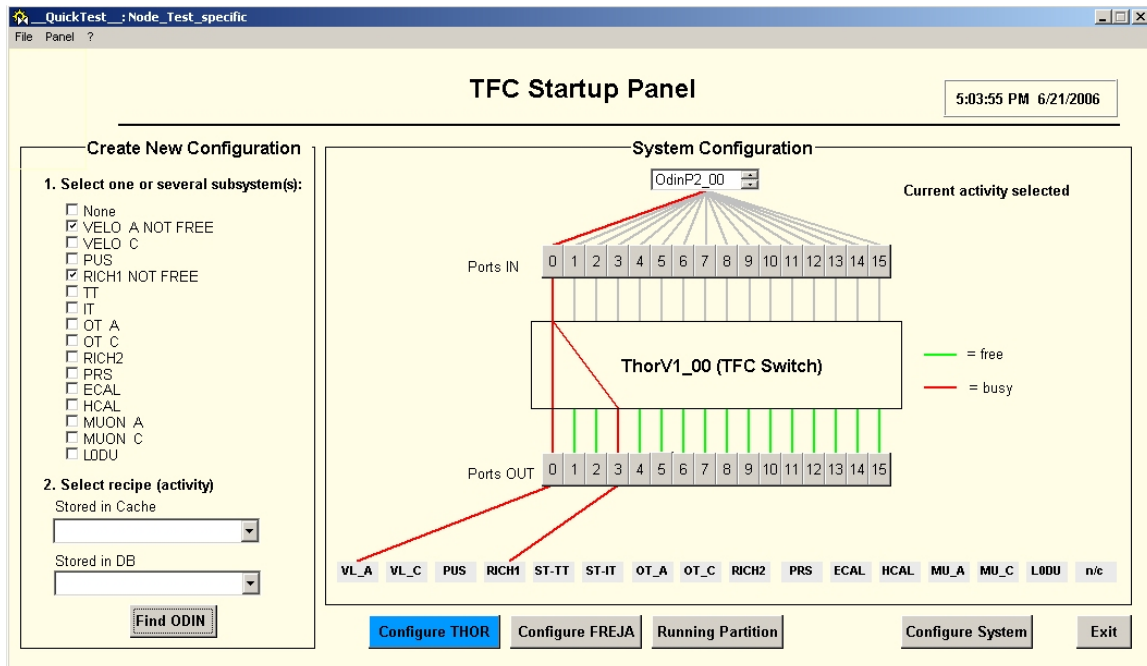 __QuickTest__: Node_Test_specific
File Panel ?
TFC Startup Panel
5:03:55 PM 6/21/2006
Create New Configuration
1. Select one or several subsystem(s):
None
VELO A NOT FREE
VELO C
PUS
RICH1 NOT FREE
TT
IT
OT A
OT C
RICH2
PRS
ECAL
HCAL
MUON A
MUON C
L0DU
2. Select recipe (activity)
Stored in Cache
Stored in DB
Find ODIN
System Configuration
OdinP2_00
Current activity selected
Ports IN 0 1 2 3 4 5 6 7 8 9 10 11 12 13 14 15
ThorV1_00 (TFC Switch)
= free
= busy
Ports OUT 0 1 2 3 4 5 6 7 8 9 10 11 12 13 14 15
VL_A VL_C PUS RICH1 ST-TT ST-IT OT_A OT_C RICH2 PRS ECAL HCAL MU_A MU_C L0DU n/c
Configure THOR Configure FREJA Running Partition Configure System Exit